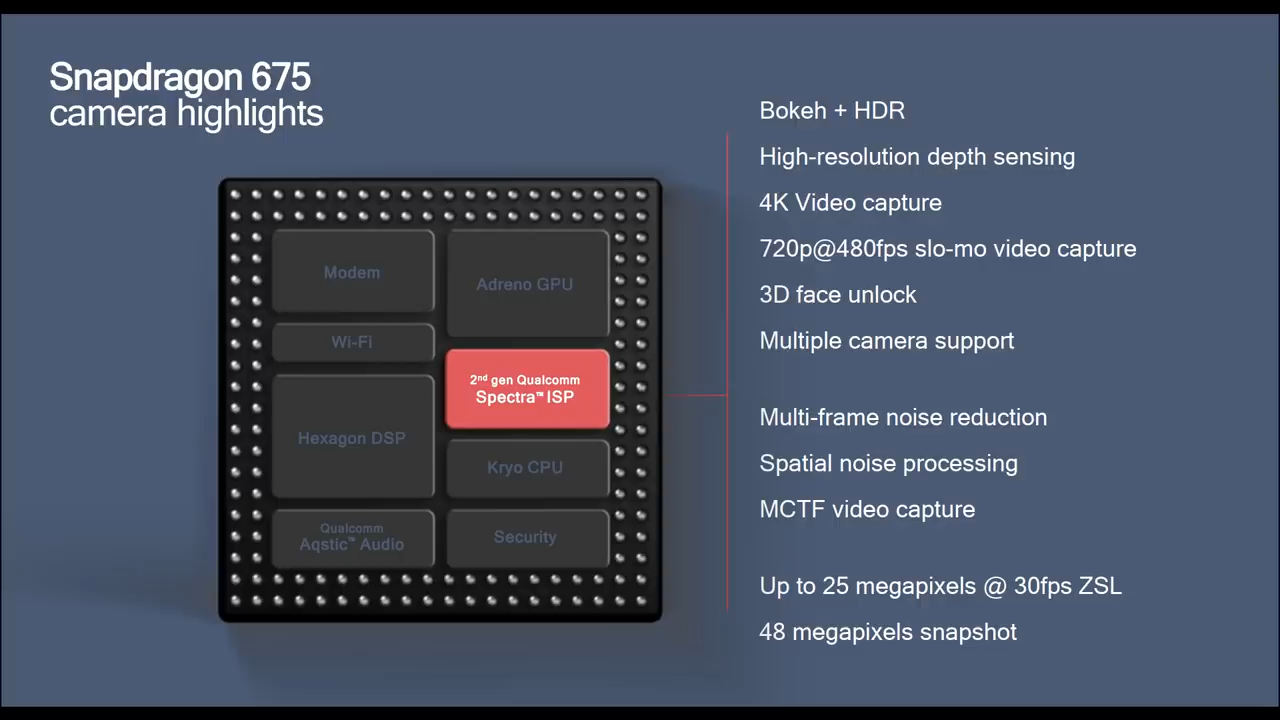 Snapdragon 675
camera highlights
Modem
Adreno GPU
Wi-Fi
2nd gen Qualcomm
Spectra™ ISP
Hexagon DSP
Kryo CPU
Qualcomm
Aqstic™ Audio
Security
Bokeh + HDR
High-resolution depth sensing
4K Video capture
720p@480fps slo-mo video capture
3D face unlock
Multiple camera support
Multi-frame noise reduction
Spatial noise processing
MCTF video capture
Up to 25 megapixels @ 30fps ZSL
48 megapixels snapshot